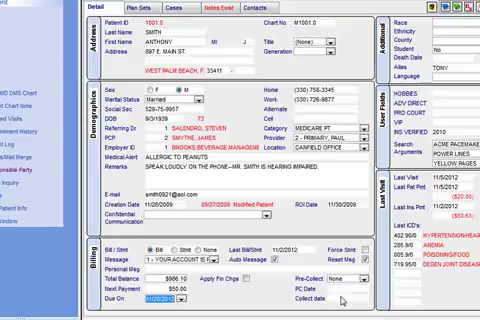 Detail Plan Sets Cases Notes Exist Contacts
Address
Patient ID 1001.0 Chart No M1001.0
Last Name SMITH
First Name ANTHONY MI J Title (None)
Address 897 E. MAIN ST. Generation
WEST PALM BEACH, F 33411 -
Additional
Race
Ethnicity
County
Student No
Death Date
Alias TONY
Language
Demographics
Sex F M Home (330) 758-3345
Marital Status Married Work (330) 726-9877
Social Sec 528-75-9957 Alternate
DOB 9/3/1939 73 Cell
Referring Dr 1 SALENDRO, STEVEN Category MEDICARE PT
PCP 2 SMYTHE, JAMES Provider 2 - PRIMARY, PAUL
Employer ID 1 BROOKS BEVERAGE MANAGEME Location CANFIELD OFFICE
Medical Alert ALLERGIC TO PEANUTS
Remarks SPEAK LOUDLY ON THE PHONE--MR. SMITH IS HEARING IMPAIRED.
E-mail smith0921@aol.com
Creation Date 11/26/2009 09/27/2009 Modified Patient ROI Date 11/30/2009
Confidential
Communication
User Fields
HOBBIES
ADV DIRECT
PRO COURT
VIP
INS VERIFIED 2010
Search
Arguments
ACME PACEMAKE
POWER LINES
YELLOW PAGES
Last Visit
Last Visit 11/5/2012
Last Pat Pmt 11/5/2012
($20.00)
Last Ins Pmt 11/2/2012
($50.63)
Last ICD's
402.90/0 HYPERTENSION/HEAR
285.9/0 ANEMIA
005.9/0 POISONING/FOOD
719.95/0 DEGEN JOINT DISEA
Billing
Bill / Stmt Bill Stmt None Last Bill/Stmt 11/2/2012 Force Stmt
Message 1 - YOUR ACCOUNT IS F Auto Message Reset Msg
Personal Msg
Total Balance $986.10 Apply Fin Chgs Pre-Collect None
Next Payment $50.00 PC Date
Due On 11/26/2012 Collect date
MD DMS Chart
t Chart Note
ed Visits
intment History
t Log
s/Mail Merge
ponsible Party
Inquiry
e
Patient Info
Window